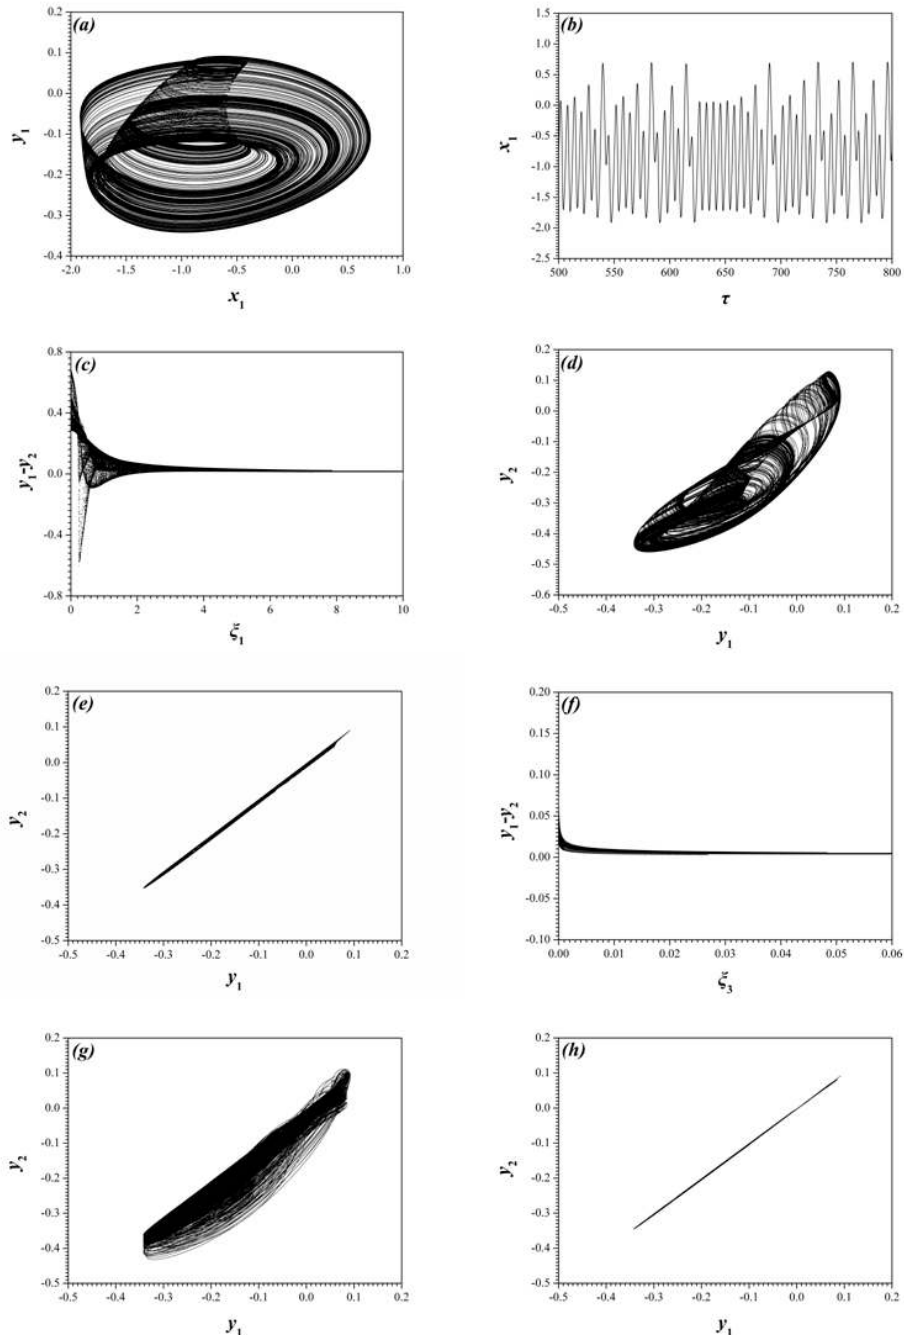 (a)
0.2
0.0
-0.1
-0.2
-0.3
-0.4
y1
-2.0 -1.5 -1.0 -0.5 0.0 0.5 1.0
x1
(b)
1.5
1.0
0.5
0.0
-0.5
-1.0
-1.5
-2.0
-2.5
x1
500 550 600 650 700 750 800
τ
(c)
0.8
0.4
0.0
-0.4
-0.8
y1-y2
0 2 4 6 8 10
ξ1
(d)
0.2
0.1
0.0
-0.1
-0.2
-0.3
-0.4
-0.5
-0.6
y2
-0.5 -0.4 -0.3 -0.2 -0.1 0.0 0.1 0.2
y1
(e)
0.2
0.1
0.0
-0.1
-0.2
-0.3
-0.4
-0.5
y2
-0.5 -0.4 -0.3 -0.2 -0.1 0.0 0.1 0.2
y1
(f)
0.20
0.15
0.10
0.05
0.00
-0.05
-0.10
y1-y2
0.00 0.01 0.02 0.03 0.04 0.05 0.06
ξ3
(g)
0.2
0.1
0.0
-0.1
-0.2
-0.3
-0.4
-0.5
y2
-0.5 -0.4 -0.3 -0.2 -0.1 0.0 0.1 0.2
y1
(h)
0.2
0.1
0.0
-0.1
-0.2
-0.3
-0.4
-0.5
y2
-0.5 -0.4 -0.3 -0.2 -0.1 0.0 0.1 0.2
y1